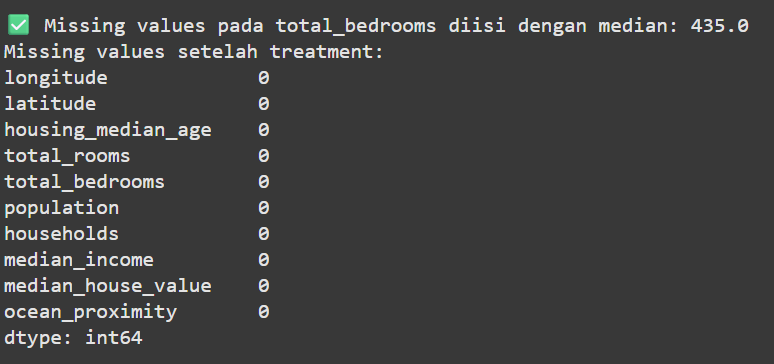 ✅ Missing values pada total_bedrooms diisi dengan median: 435.0
Missing values setelah treatment:
longitude             0
latitude              0
housing_median_age    0
total_rooms           0
total_bedrooms        0
population            0
households            0
median_income         0
median_house_value    0
ocean_proximity       0
dtype: int64